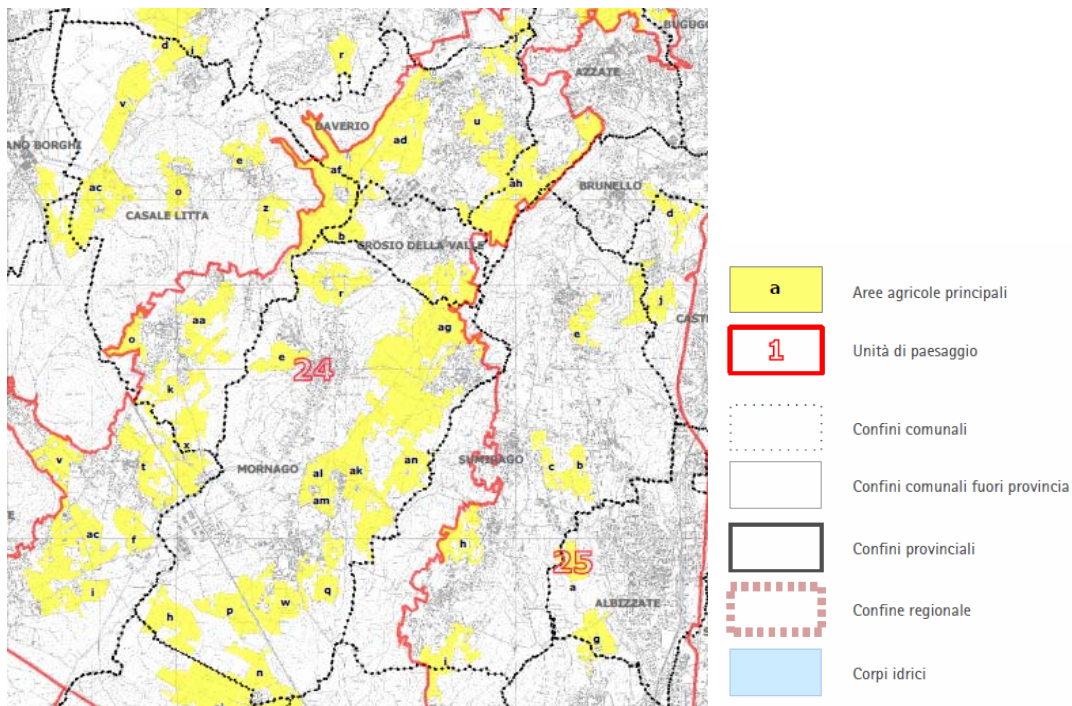 BUGUGG
d
i
r
j
AZZATE
v
DAVERIO
u
ad
ANO BORGHI
e
af
ac
o
ah
BRUNELLO
z
d
CASALE LITTA
b
CROSIO DELLA VALLE
r
j
aa
CAST
o
ag
e
e
24
k
x
MORNAGO
SUMIRAGO
v
t
al
ak
an
c
b
am
E
ac
f
h
25
i
a
h
p
w
q
ALBIZZATE
g
S
i
n
a
Aree agricole principali
1
Unità di paesaggio
Confini comunali
Confini comunali fuori provincia
Confini provinciali
Confine regionale
Corpi idrici